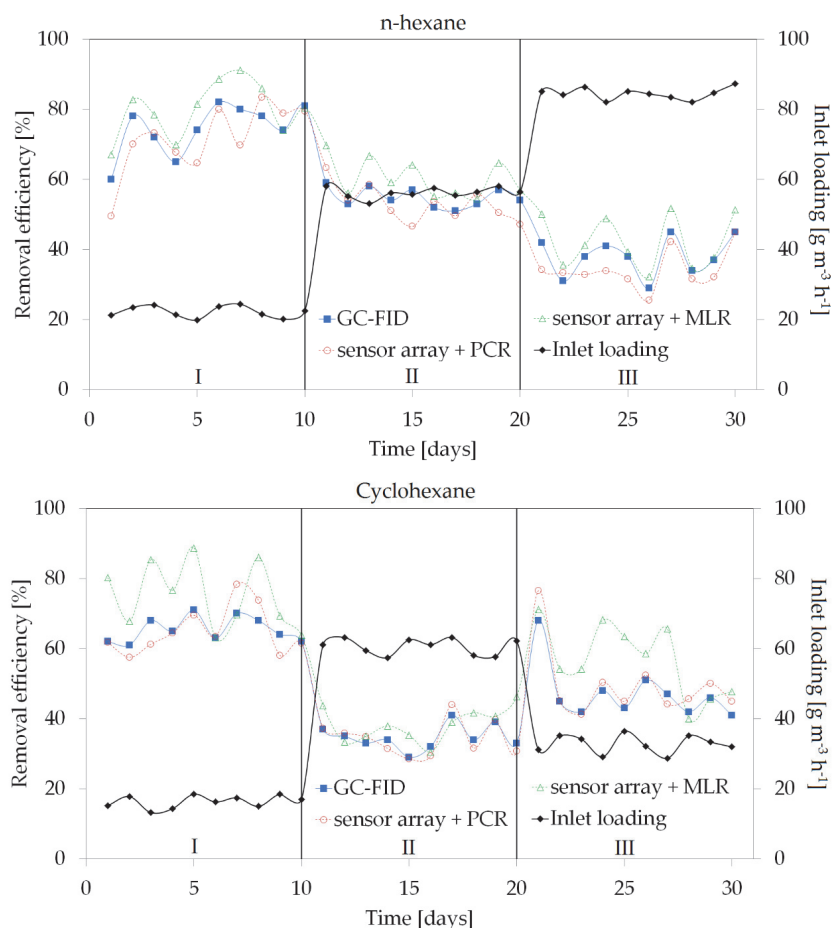 n-hexane
100
80
60
40
20
0
Removal efficiency [%]
100
80
60
40
20
0
Inlet loading [g m-3 h-1]
GC-FID
sensor array + MLR
sensor array + PCR
Inlet loading
I
II
III
0 5 10 15 20 25 30
Time [days]
Cyclohexane
100
80
60
40
20
0
Removal efficiency [%]
100
80
60
40
20
0
Inlet loading [g m-3 h-1]
GC-FID
sensor array + MLR
sensor array + PCR
Inlet loading
I
II
III
0 5 10 15 20 25 30
Time [days]